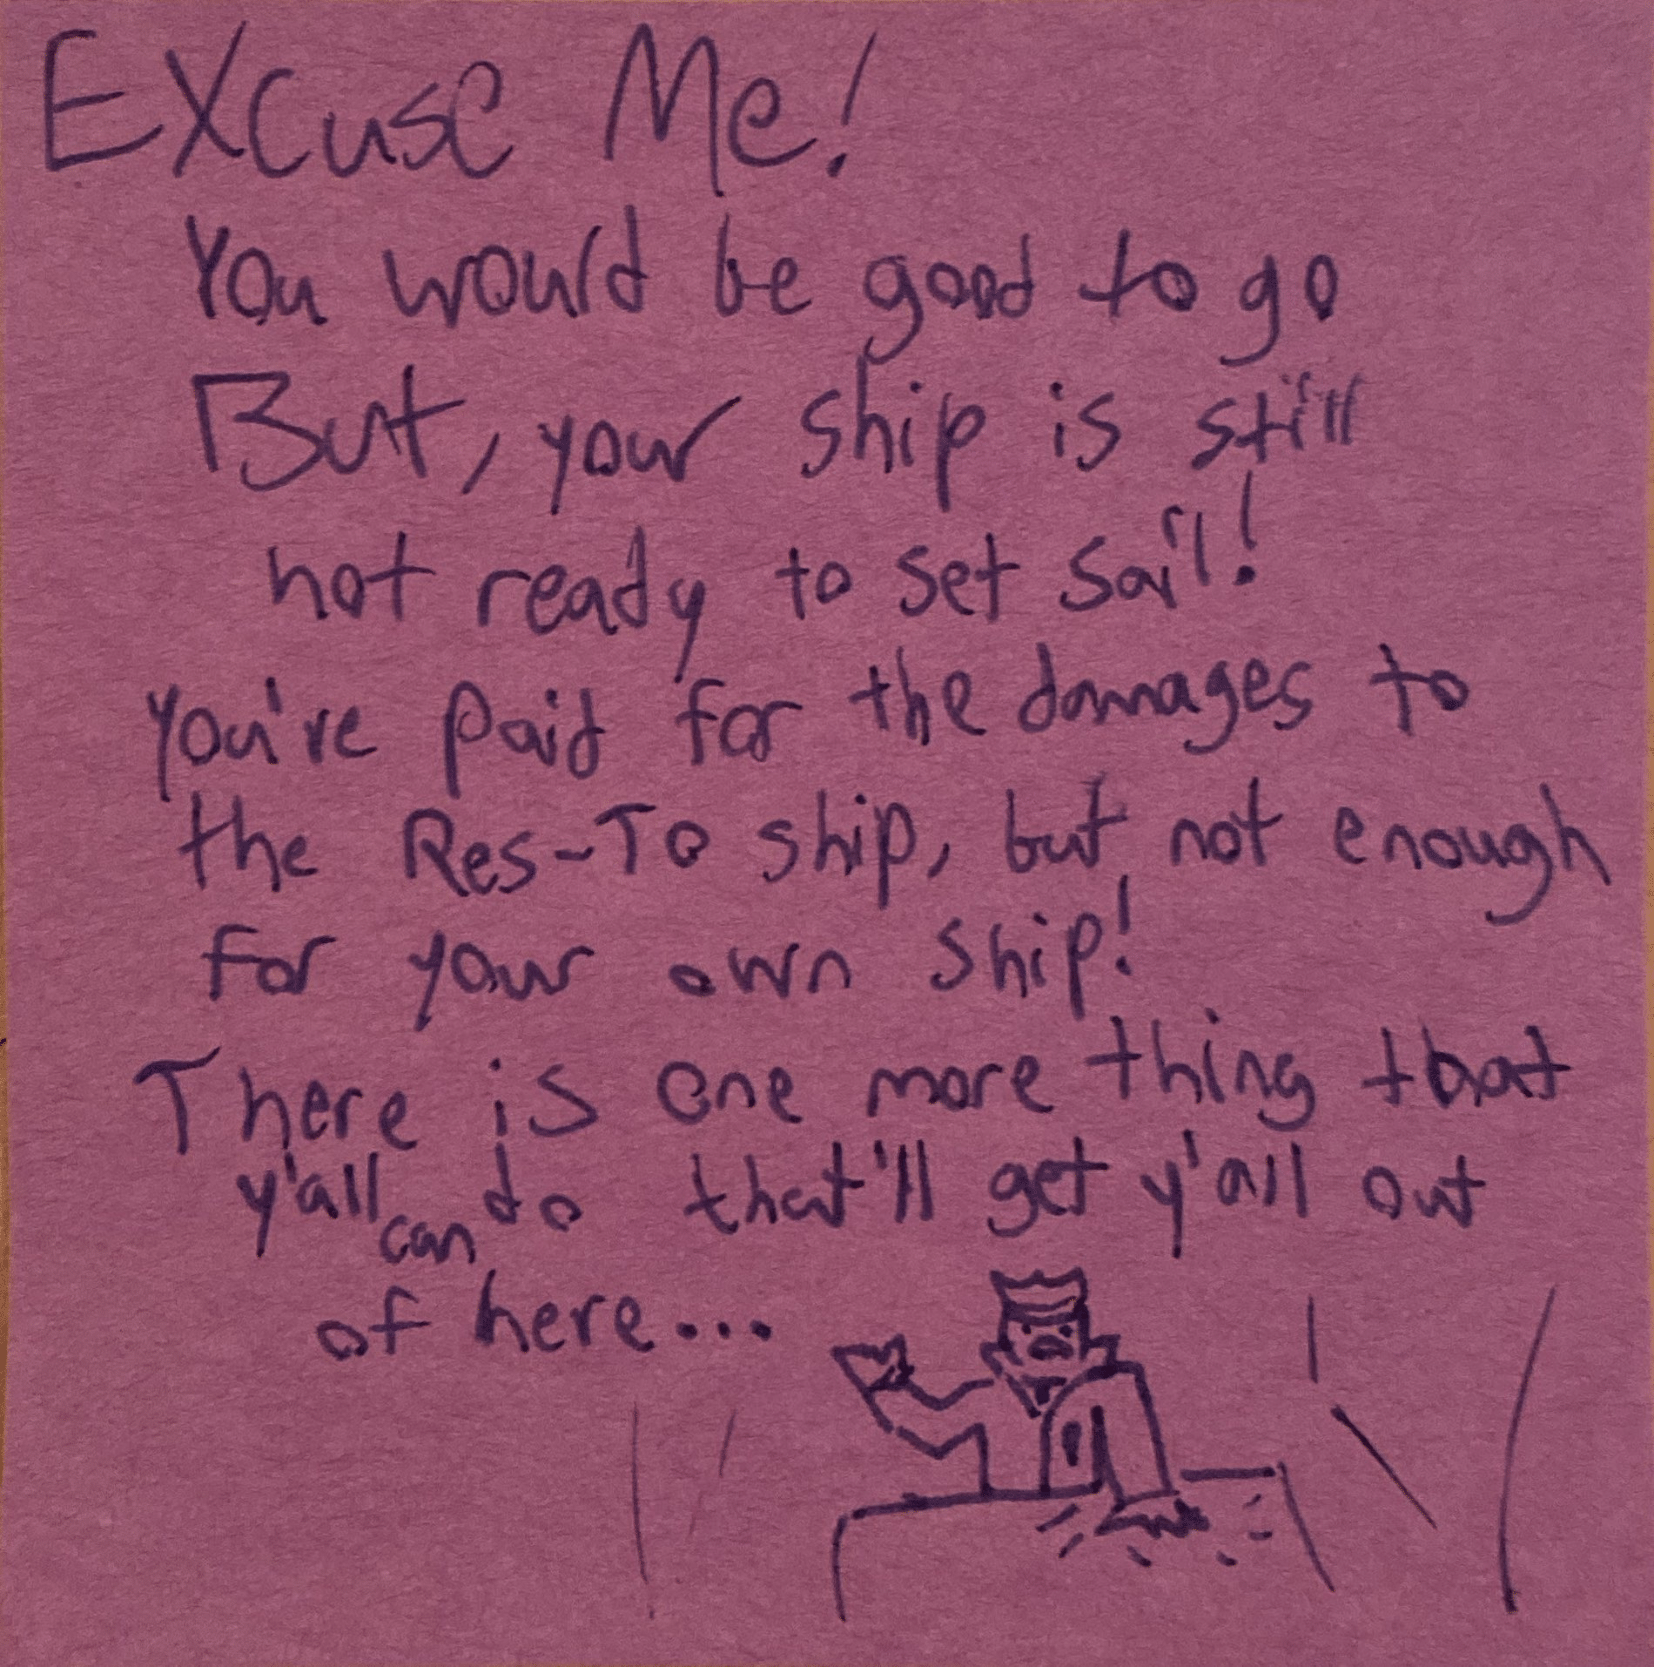 Excuse Me!
You would be good to go
But, your ship is still
not ready to set sail!
You've paid for the damages to
the Res-To ship, but not enough
for your own ship!
There is one more thing that
y'all can do that'll get y'all out
of here...